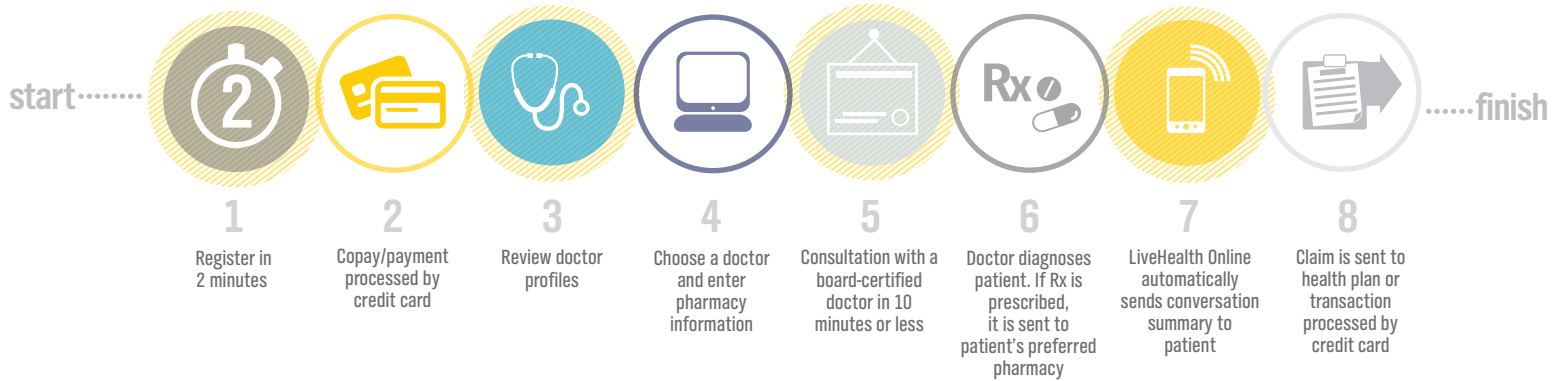 start
2
Rx
finish
1
Register in
2 minutes
2
Copay/payment
processed by
credit card
3
Review doctor
profiles
4
Choose a doctor
and enter
pharmacy
information
5
Consultation with a
board-certified
doctor in 10
minutes or less
6
Doctor diagnoses
patient. If Rx is
prescribed,
it is sent to
patient's preferred
pharmacy
7
LiveHealth Online
automatically
sends conversation
summary to
patient
8
Claim is sent to
health plan or
transaction
processed by
credit card